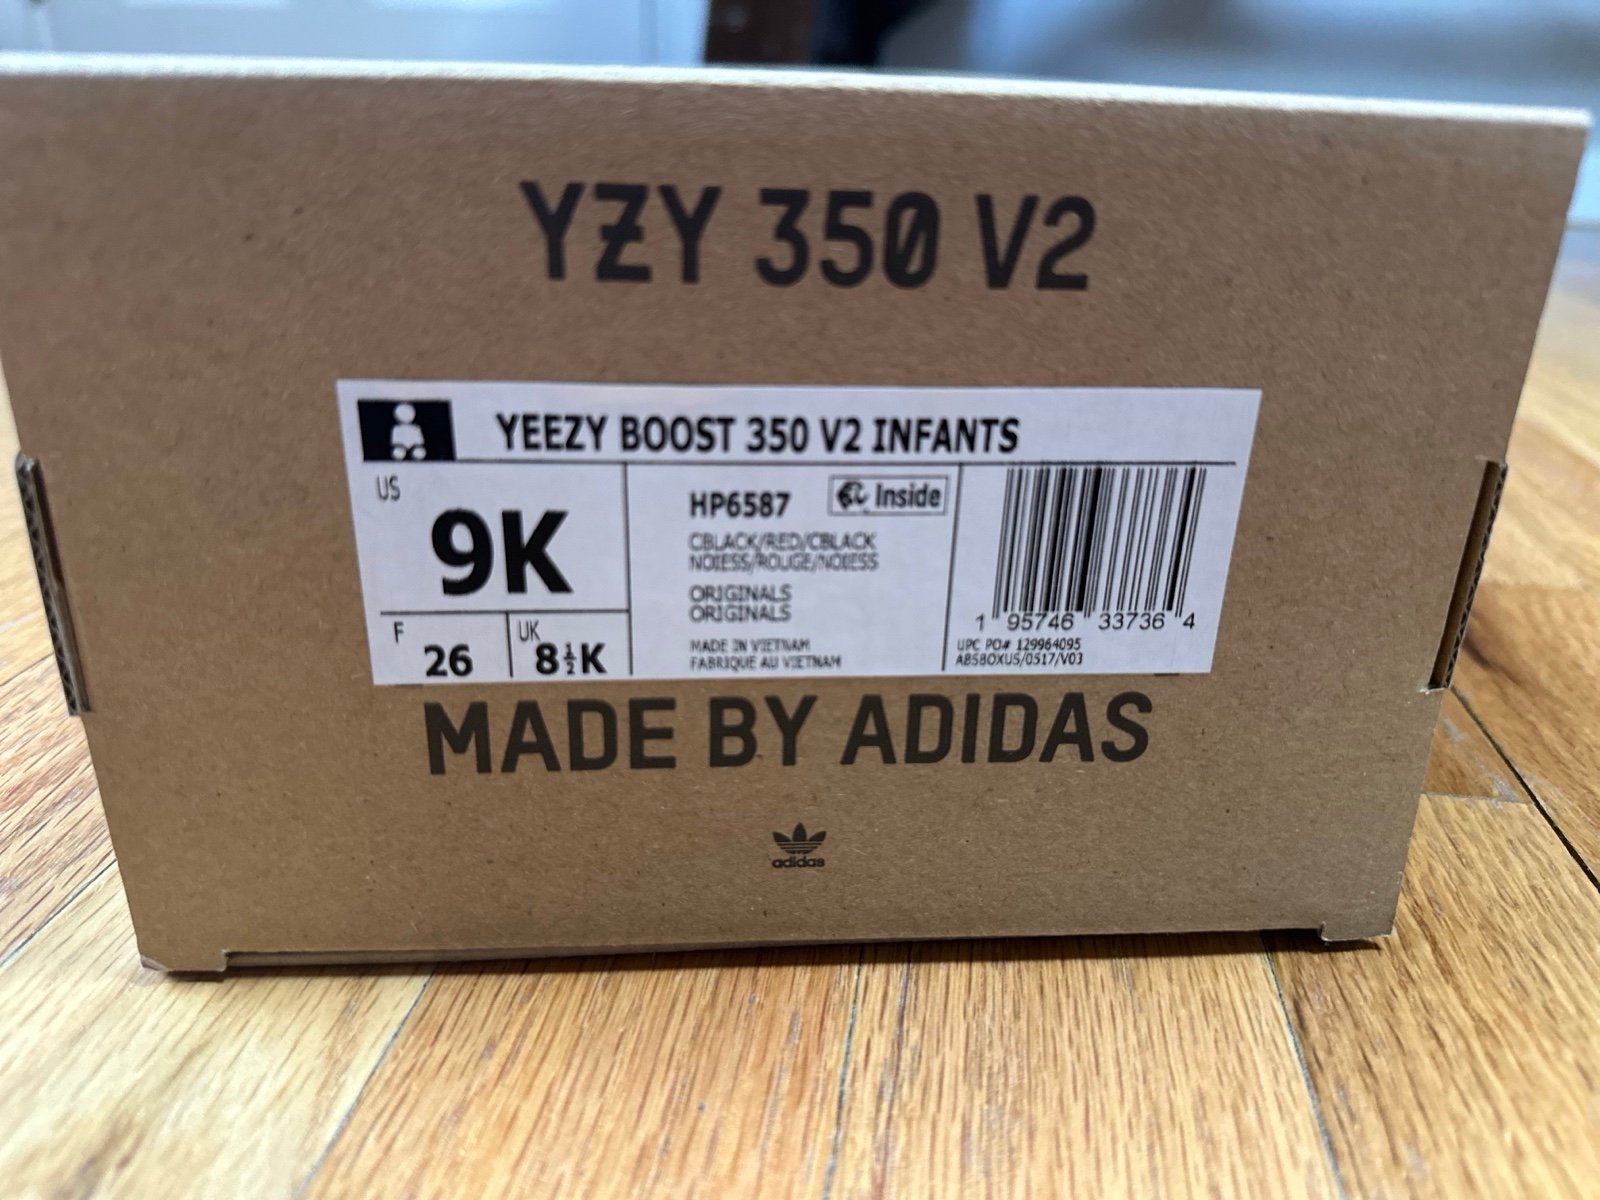 YZY 350 V2
YEEZY BOOST 350 V2 INFANTS
US
9K
F
26
UK
8½K
HP6587
Inside
CBLACK/RED/CBLACK
NOIESS/ROUGE/NOIESS
ORIGINALS
ORIGINALS
MADE IN VIETNAM
FABRIQUE AU VIETNAM
1 95746 33736 4
UPC PO# 129964095
AB5BOXUS/0517/V03
MADE BY ADIDAS
adidas